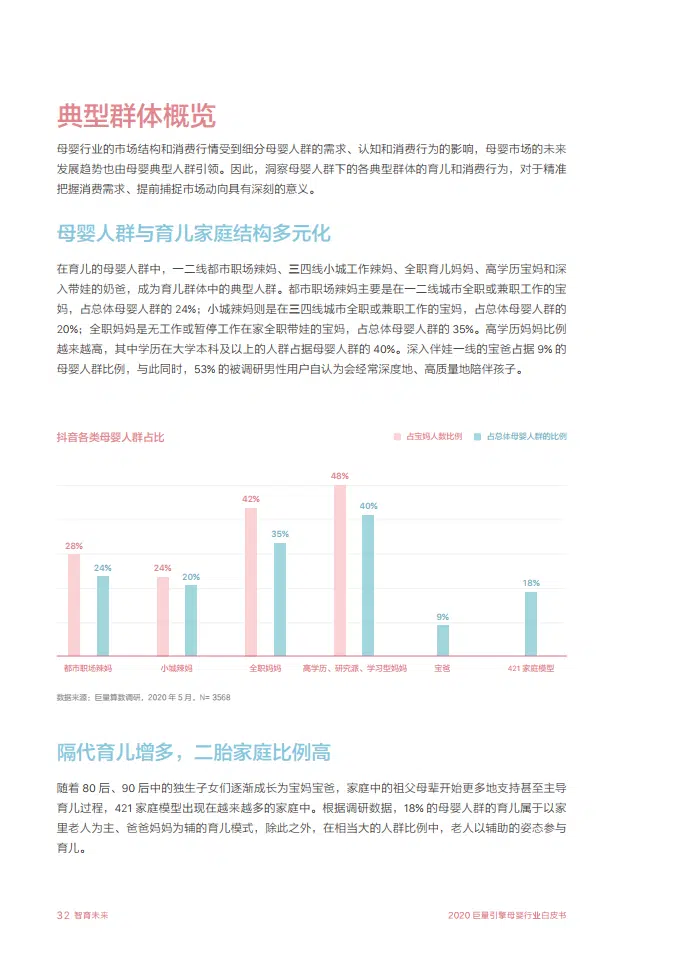 典型群体概览
母婴行业的市场结构和消费行情受到细分母婴人群的需求、认知和消费行为的影响，母婴市场的未来
发展趋势也由母婴典型人群引领。因此，洞察母婴人群下的各典型群体的育儿和消费行为，对于精准
把握消费需求、提前捕捉市场动向具有深刻的意义。
母婴人群与育儿家庭结构多元化
在育儿的母婴人群中，一二线都市职场辣妈、三四线小城工作辣妈、全职育儿妈妈、高学历宝妈和深
入带娃的奶爸，成为育儿群体中的典型人群。都市职场辣妈主要是在一二线城市全职或兼职工作的宝
妈，占总体母婴人群的 24%；小城辣妈则是在三四线城市全职或兼职工作的宝妈，占总体母婴人群的
20%；全职妈妈是无工作或暂停工作在家全职带娃的宝妈，占总体母婴人群的 35%。高学历妈妈比例
越来越高，其中学历在大学本科及以上的人群占据母婴人群的 40%。深入伴娃一线的宝爸占据 9% 的
母婴人群比例，与此同时，53% 的被调研男性用户自认为会经常深度地、高质量地陪伴孩子。
抖音各类母婴人群占比
占宝妈人数比例 占总体母婴人群的比例
28% 24% 24% 20% 42% 35% 48% 40% 9% 18%
都市职场辣妈 小城辣妈 全职妈妈 高学历、研究派、学习型妈妈 宝爸 421 家庭模型
数据来源：巨量算数调研，2020 年 5 月，N= 3568
隔代育儿增多，二胎家庭比例高
随着 80 后、90 后中的独生子女们逐渐成长为宝妈宝爸，家庭中的祖父母辈开始更多地支持甚至主导
育儿过程，421 家庭模型出现在越来越多的家庭中。根据调研数据，18% 的母婴人群的育儿属于以家
里老人为主、爸爸妈妈为辅的育儿模式，除此之外，在相当大的人群比例中，老人以辅助的姿态参与
育儿。
32 智育未来
2020 巨量引擎母婴行业白皮书